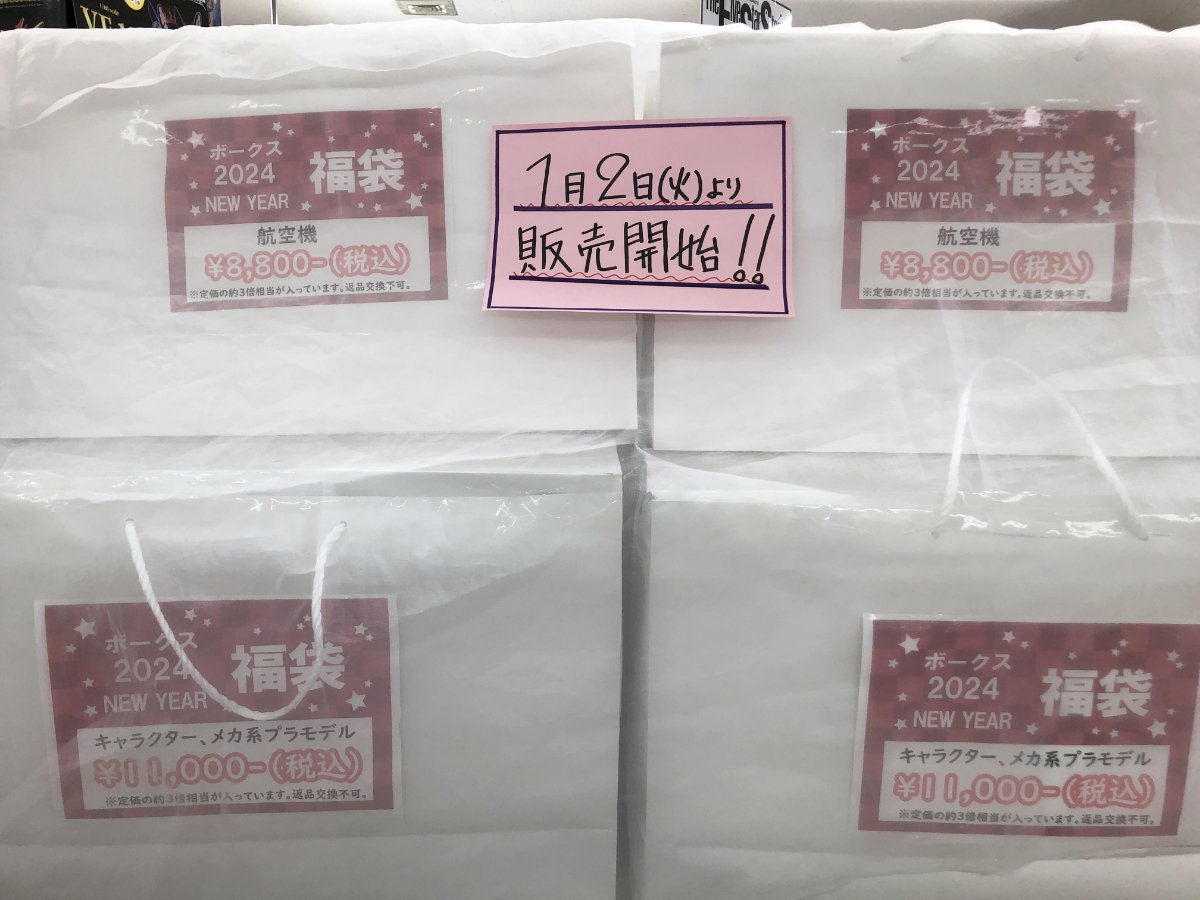 The Five Star Stories
ボークス
2024
NEW YEAR
福袋
航空機
¥8,800-(税込)
※定価の約3倍相当が入っています。返品交換不可。
1月2日(火)より
販売開始!!
ボークス
2024
NEW YEAR
福袋
航空機
¥8,800-(税込)
※定価の約3倍相当が入っています。返品交換不可。
ボークス
2024
NEW YEAR
福袋
キャラクター、メカ系プラモデル
¥11,000-(税込)
※定価の約3倍相当が入っています。返品交換不可。
ボークス
2024
NEW YEAR
福袋
キャラクター、メカ系プラモデル
¥11,000-(税込)
※定価の約3倍相当が入っています。返品交換不可。